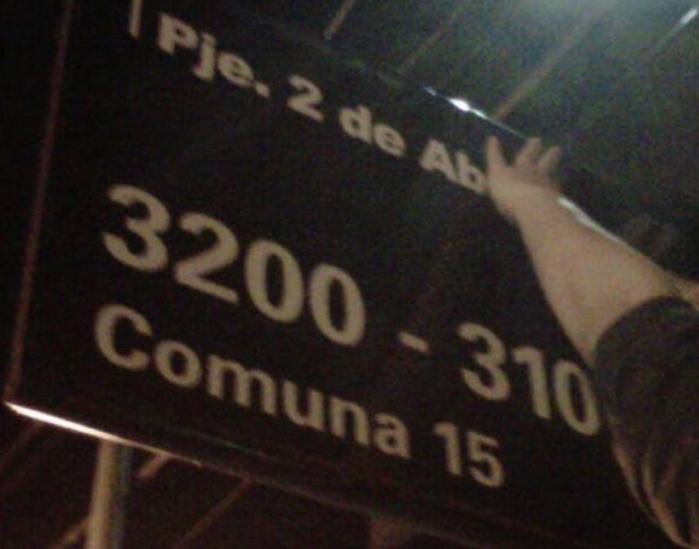 Pje. 2 de Ab
3200 - 310
Comuna 15